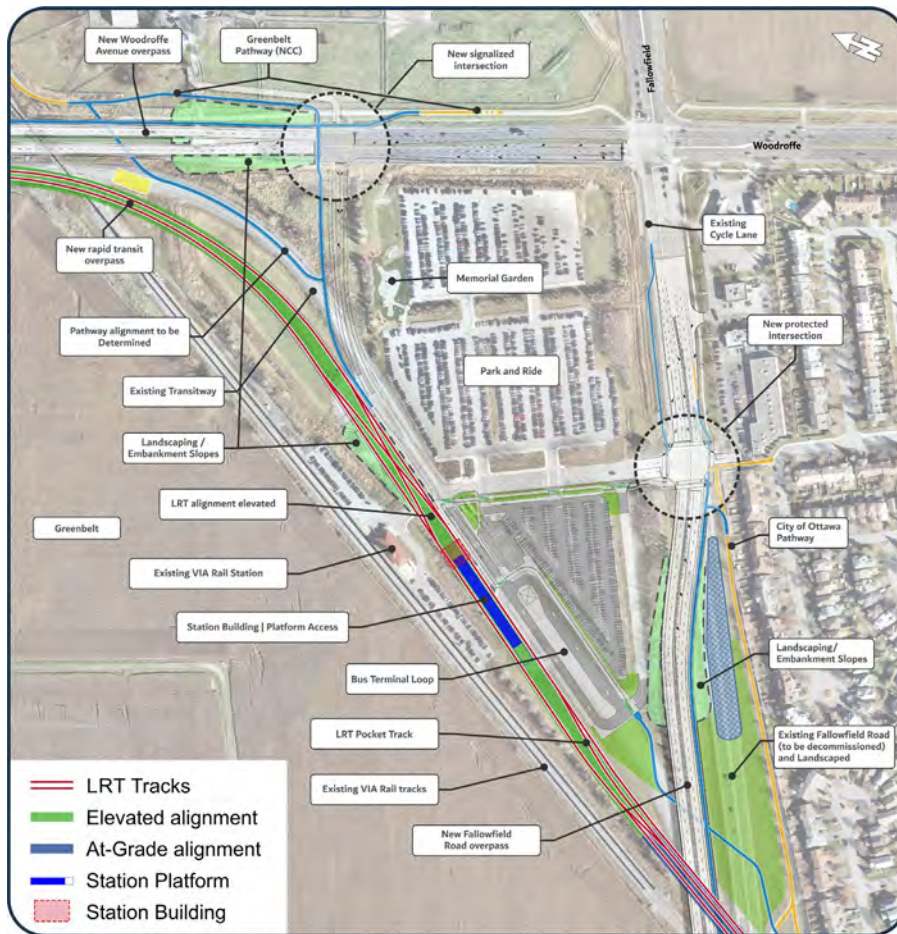 New Woodroffe
Avenue overpass
Greenbelt
Pathway (NCC)
New signalized
intersection
Fallowfield
N
Woodroffe
Existing
Cycle Lane
New rapid transit
overpass
Memorial Garden
Pathway alignment to be
Determined
New protected
intersection
Park and Ride
Existing Transitway
Landscaping /
Embankment Slopes
LRT alignment elevated
Greenbelt
City of Ottawa
Pathway
Existing VIA Rail Station
Station Building | Platform Access
Landscaping/
Embankment Slopes
Bus Terminal Loop
LRT Pocket Track
Existing Fallowfield Road
(to be decommissioned)
and Landscaped
Existing VIA Rail tracks
New Fallowfield
Road overpass
LRT Tracks
Elevated alignment
At-Grade alignment
Station Platform
Station Building